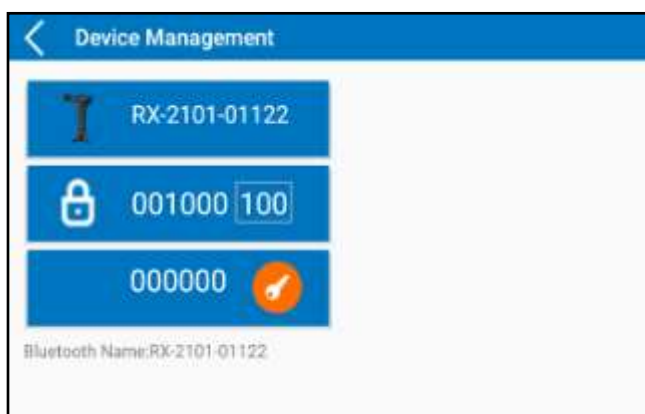 Device Management
RX-2101-01122
001000 100
000000
Bluetooth Name:RX-2101-01122